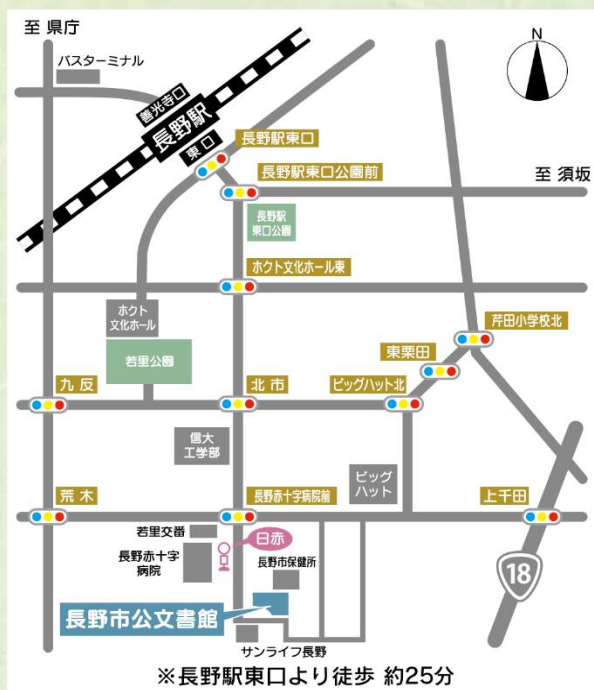 至 県庁
N
バスターミナル
善光寺口
長野駅
東口
長野駅東口
長野駅東口公園前
至 須坂
長野駅
東口公園
ホクト文化ホール東
ホクト
文化ホール
芹田小学校北
東栗田
若里公園
九反
北市
ビッグハット北
信大
工学部
ビッグ
ハット
荒木
長野赤十字病院前
上千田
若里交番
日赤
長野赤十字
病院
長野市保健所
18
長野市公文書館
サンライフ長野
※長野駅東口より徒歩 約25分